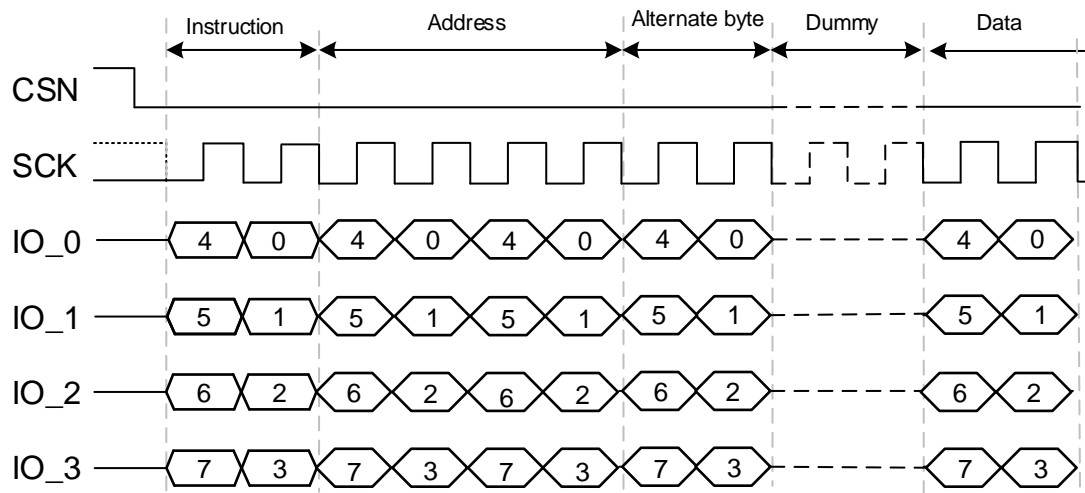 Instruction Address Alternate byte Dummy Data
CSN
SCK
IO_0 4 0 4 0 4 0 4 0 4 0
IO_1 5 1 5 1 5 1 5 1 5 1
IO_2 6 2 6 2 6 2 6 2 6 2
IO_3 7 3 7 3 7 3 7 3 7 3